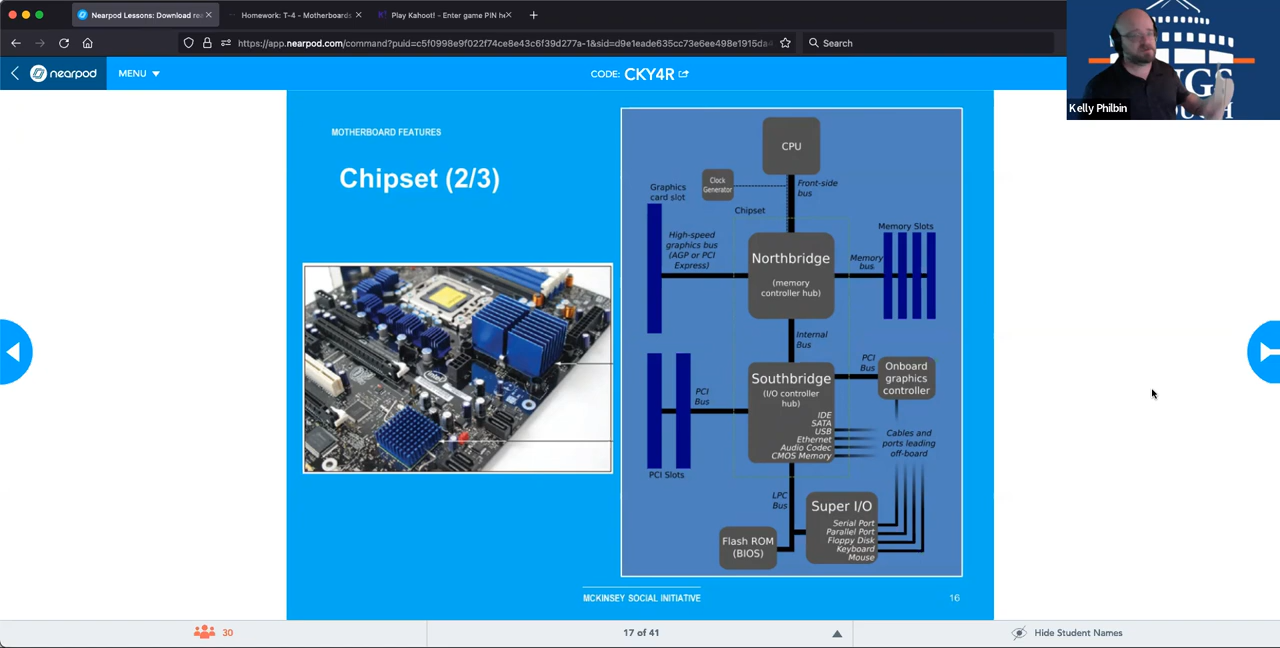 Nearpod Lessons: Download rea
Homework: T-4 - Motherboards
Play Kahoot! - Enter game PIN he
https://app.nearpod.com/command?puid=c5f0998e9f022f74ce8e43c6f39d277a-1&sid=d9e1eade635cc73e6ee498e1915da4
Search
nearpod
MENU
CODE: CKY4R
Kelly Philbin
MOTHERBOARD FEATURES
Chipset (2/3)
CPU
Clock
Generator
Front-side
bus
Graphics
card slot
Chipset
High-speed
graphics bus
(AGP or PCI
Express)
Northbridge
(memory
controller hub)
Memory
bus
Memory Slots
Internal
Bus
PCI
Bus
Southbridge
(I/O controller
hub)
IDE
SATA
USB
Ethernet
Audio Codec
CMOS Memory
PCI
Bus
Onboard
graphics
controller
Cables and
ports leading
off-board
PCI Slots
LPC
Bus
Super I/O
Serial Port
Parallel Port
Floppy Disk
Keyboard
Mouse
Flash ROM
(BIOS)
intel
MCKINSEY SOCIAL INITIATIVE
16
30
17 of 41
Hide Student Names